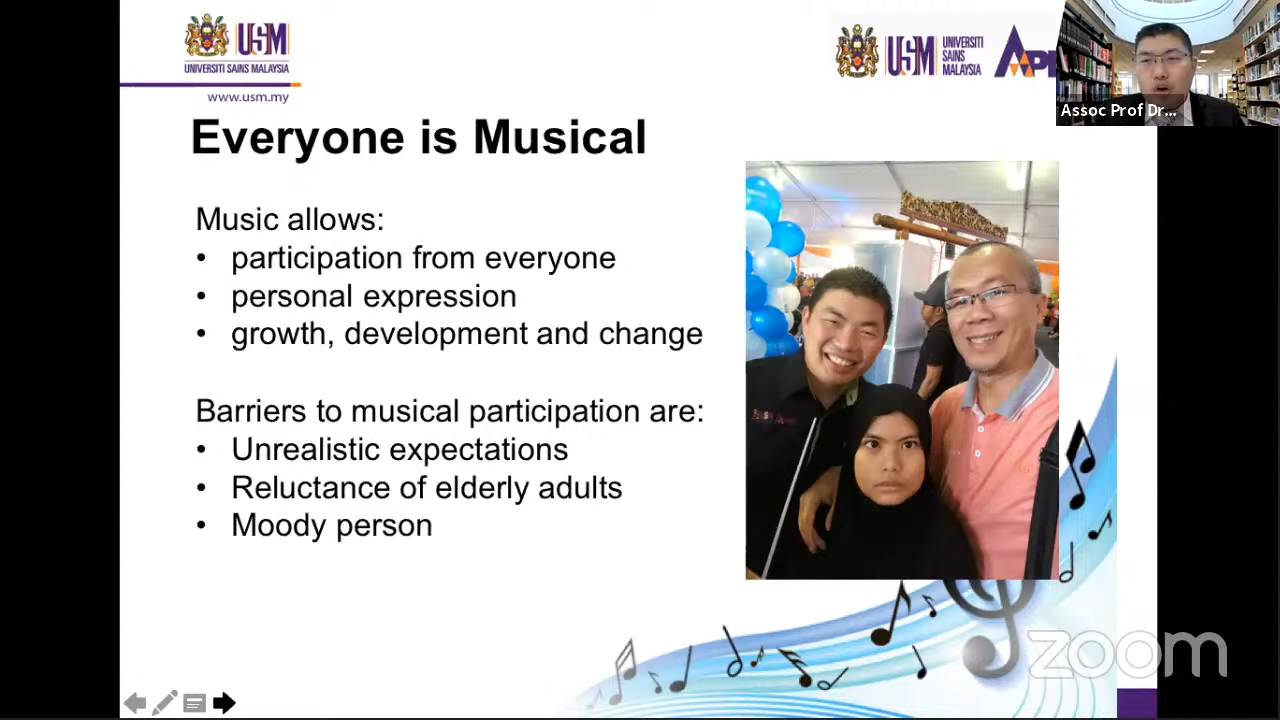 USM
UNIVERSITI SAINS MALAYSIA
www.usm.my
USM UNIVERSITI
SAINS
MALAYSIA
Assoc Prof Dr...
Everyone is Musical
Music allows:
• participation from everyone
• personal expression
• growth, development and change
Barriers to musical participation are:
• Unrealistic expectations
• Reluctance of elderly adults
• Moody person
zoom